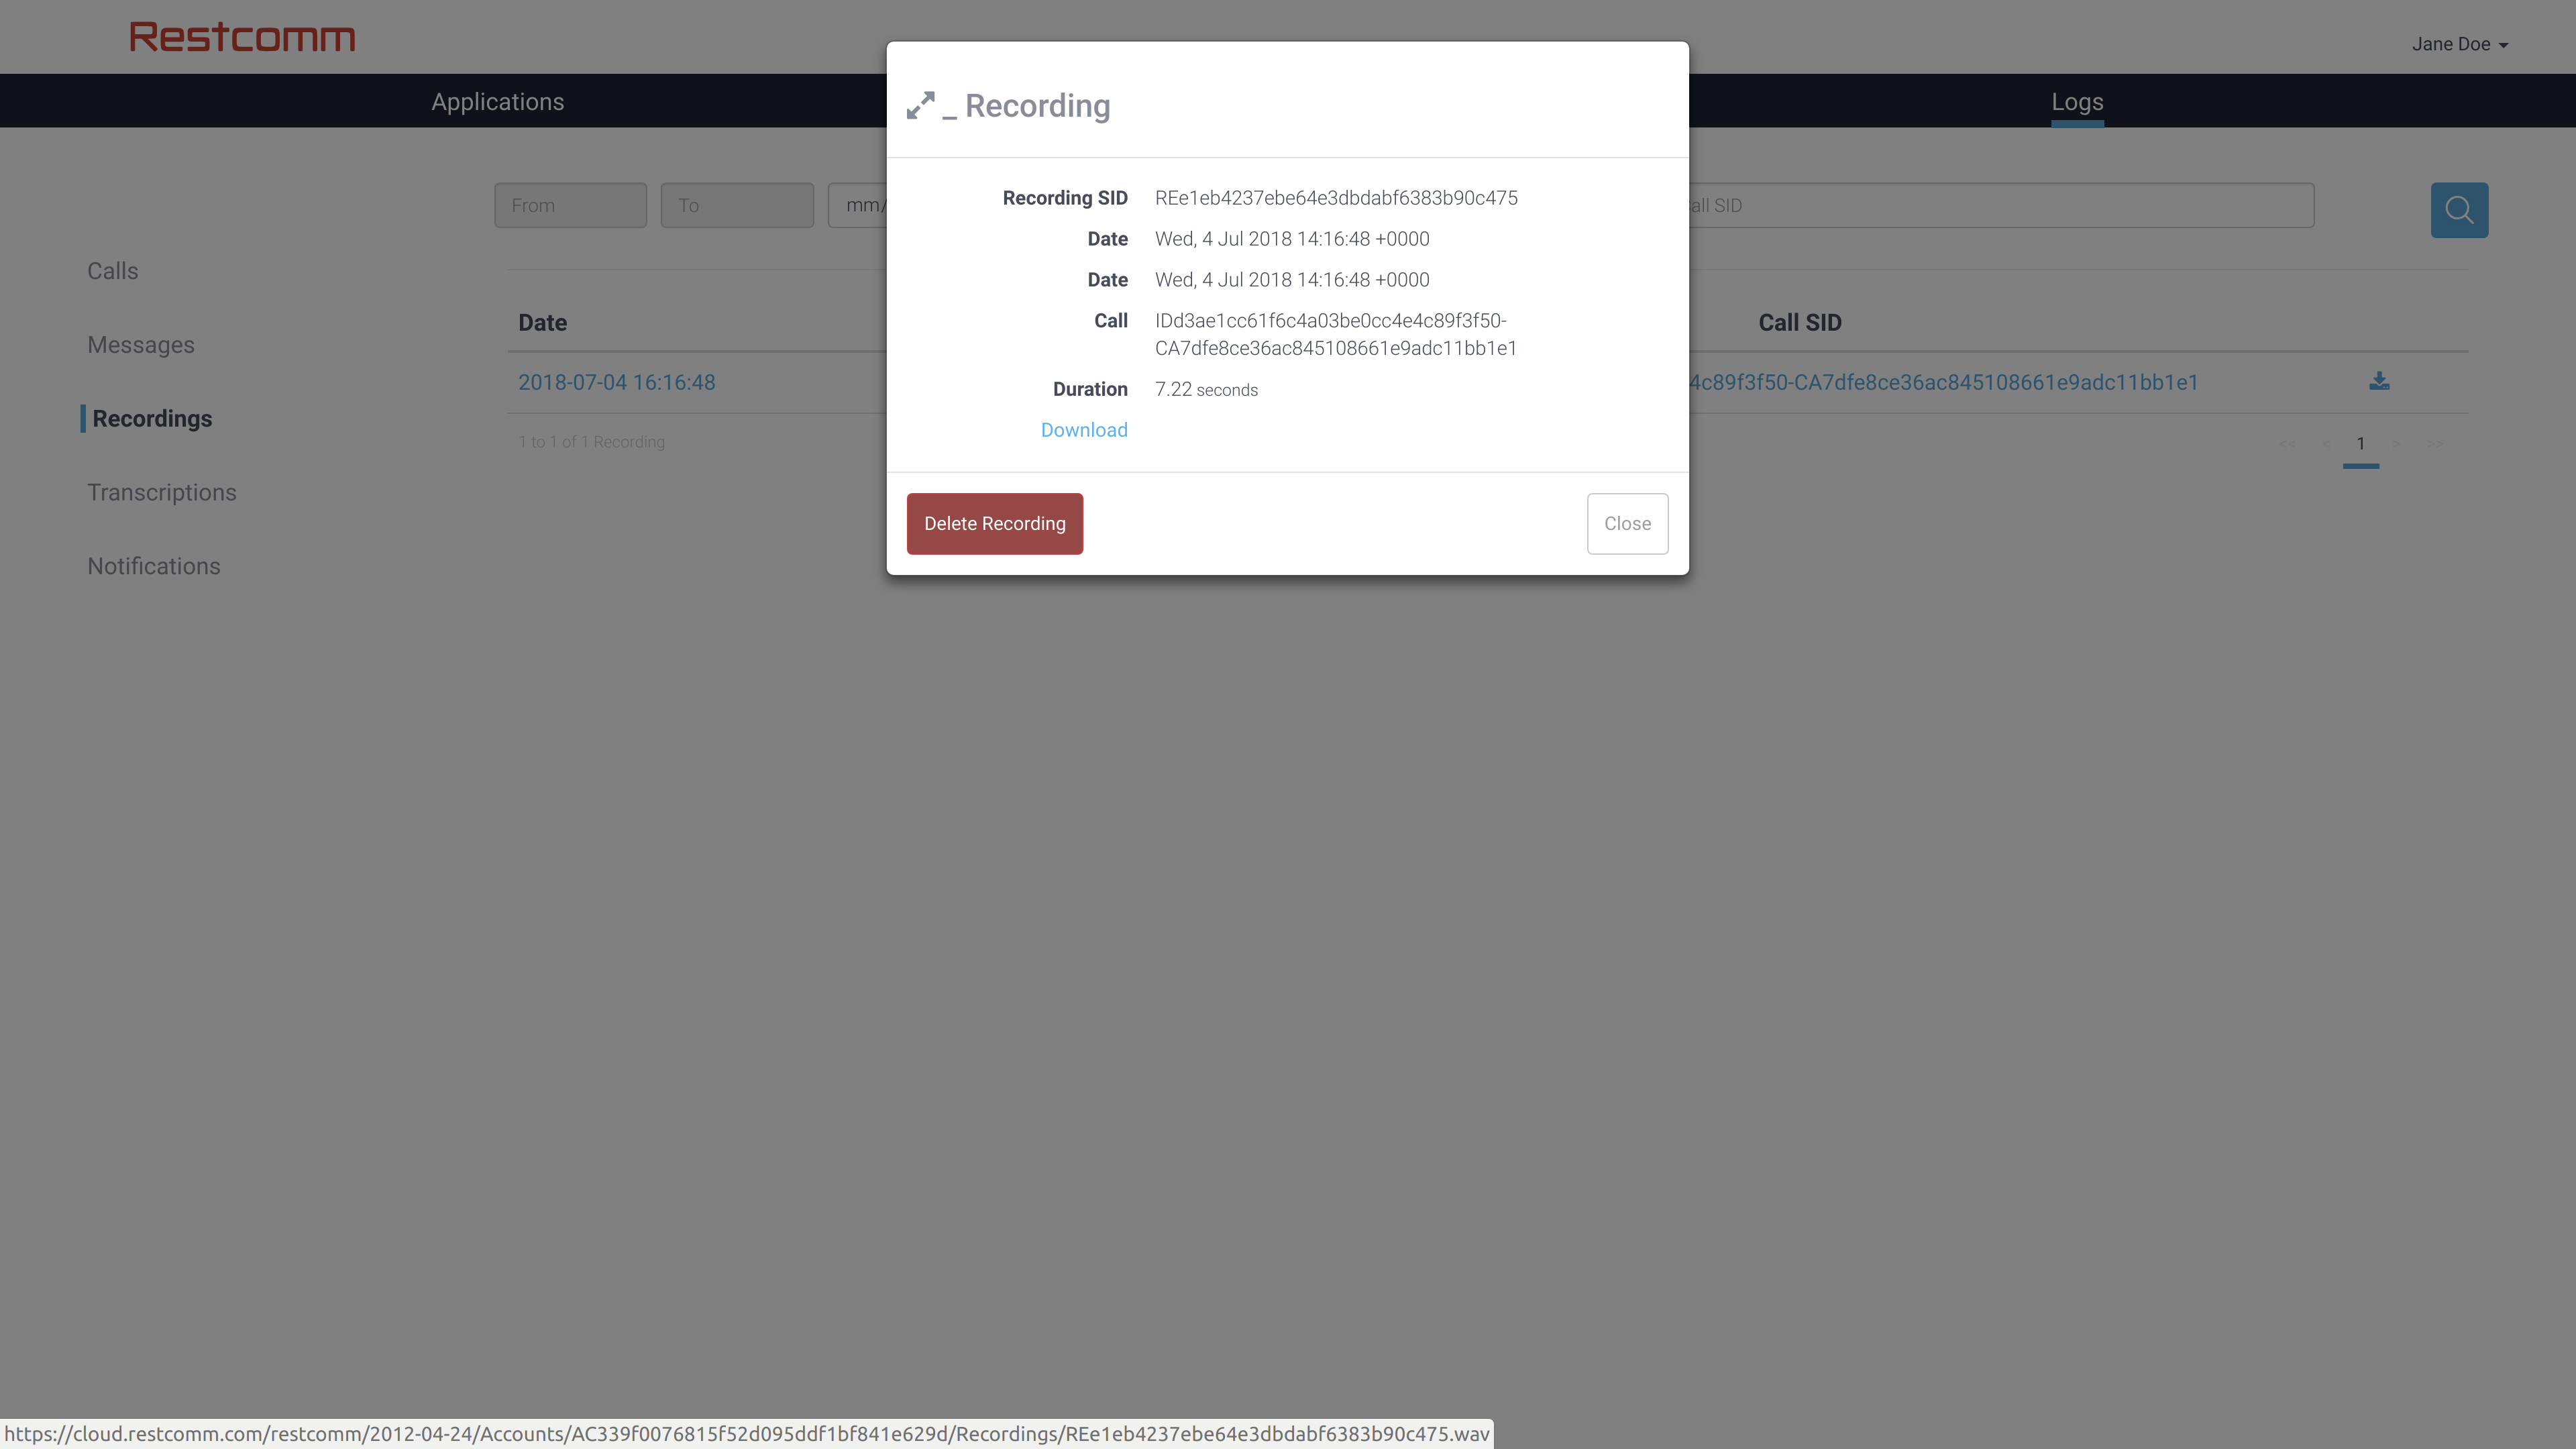 Restcomm
Jane Doe
Applications
Logs
_ Recording
From
To
mm/
all SID
Recording SID REe1eb4237ebe64e3dbdabf6383b90c475
Date Wed, 4 Jul 2018 14:16:48 +0000
Date Wed, 4 Jul 2018 14:16:48 +0000
Call IDd3ae1cc61f6c4a03be0cc4e4c89f3f50-
CA7dfe8ce36ac845108661e9adc11bb1e1
Duration 7.22 seconds
Download
Delete Recording
Close
Calls
Messages
Recordings
Transcriptions
Notifications
Date
Call SID
2018-07-04 16:16:48
4c89f3f50-CA7dfe8ce36ac845108661e9adc11bb1e1
1 to 1 of 1 Recording
<< < 1 > >>
https://cloud.restcomm.com/restcomm/2012-04-24/Accounts/AC339f0076815f52d095ddf1bf841e629d/Recordings/REe1eb4237ebe64e3dbdabf6383b90c475.wav